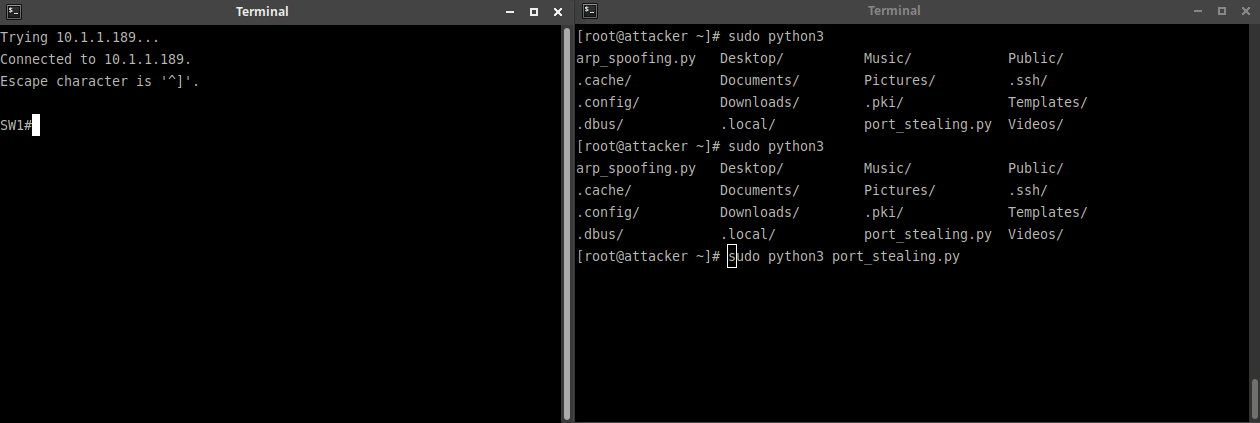 Terminal
Trying 10.1.1.189...
Connected to 10.1.1.189.
Escape character is '^]'.
SW1#
Terminal
[root@attacker ~]# sudo python3
arp_spoofing.py Desktop/ Music/ Public/
.cache/ Documents/ Pictures/ .ssh/
.config/ Downloads/ .pki/ Templates/
.dbus/ .local/ port_stealing.py Videos/
[root@attacker ~]# sudo python3
arp_spoofing.py Desktop/ Music/ Public/
.cache/ Documents/ Pictures/ .ssh/
.config/ Downloads/ .pki/ Templates/
.dbus/ .local/ port_stealing.py Videos/
[root@attacker ~]# sudo python3 port_stealing.py